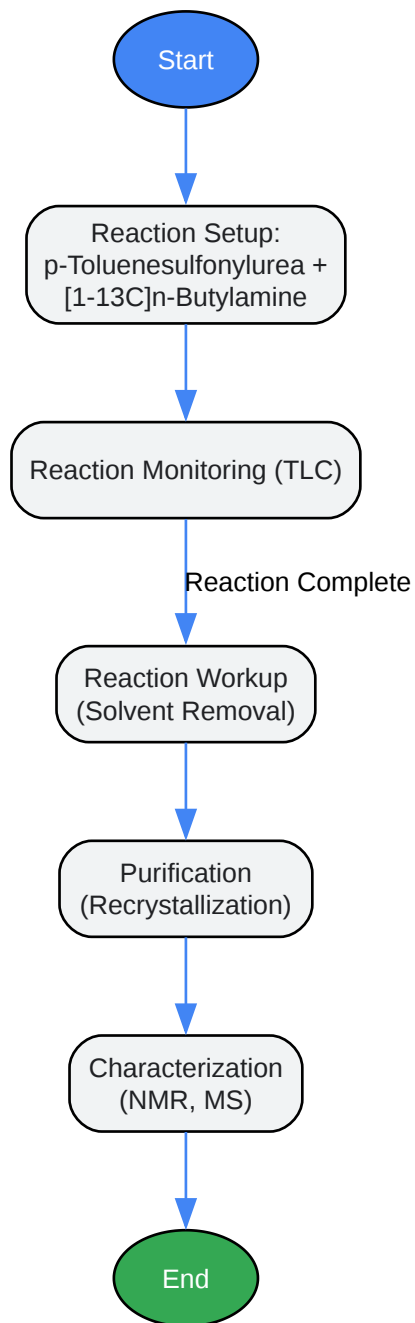 Start
Reaction Setup:
p-Toluenesulfonylurea +
[1-13C]n-Butylamine
Reaction Monitoring (TLC)
Reaction Complete
Reaction Workup
(Solvent Removal)
Purification
(Recrystallization)
Characterization
(NMR, MS)
End